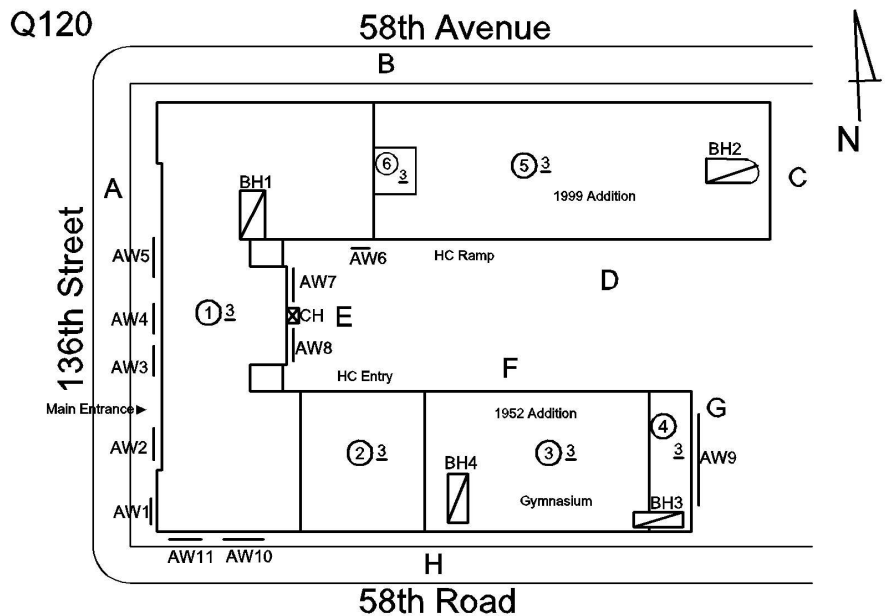 Q120
58th Avenue
B
N
6 3
5 3
BH2
BH1
1999 Addition
C
A
AW5
AW6
HC Ramp
D
AW7
136th Street
AW4
1 3
CH
E
AW8
AW3
HC Entry
F
Main Entrance
1952 Addition
G
AW2
2 3
3 3
4 3
BH4
AW9
Gymnasium
BH3
AW1
AW11
AW10
H
58th Road